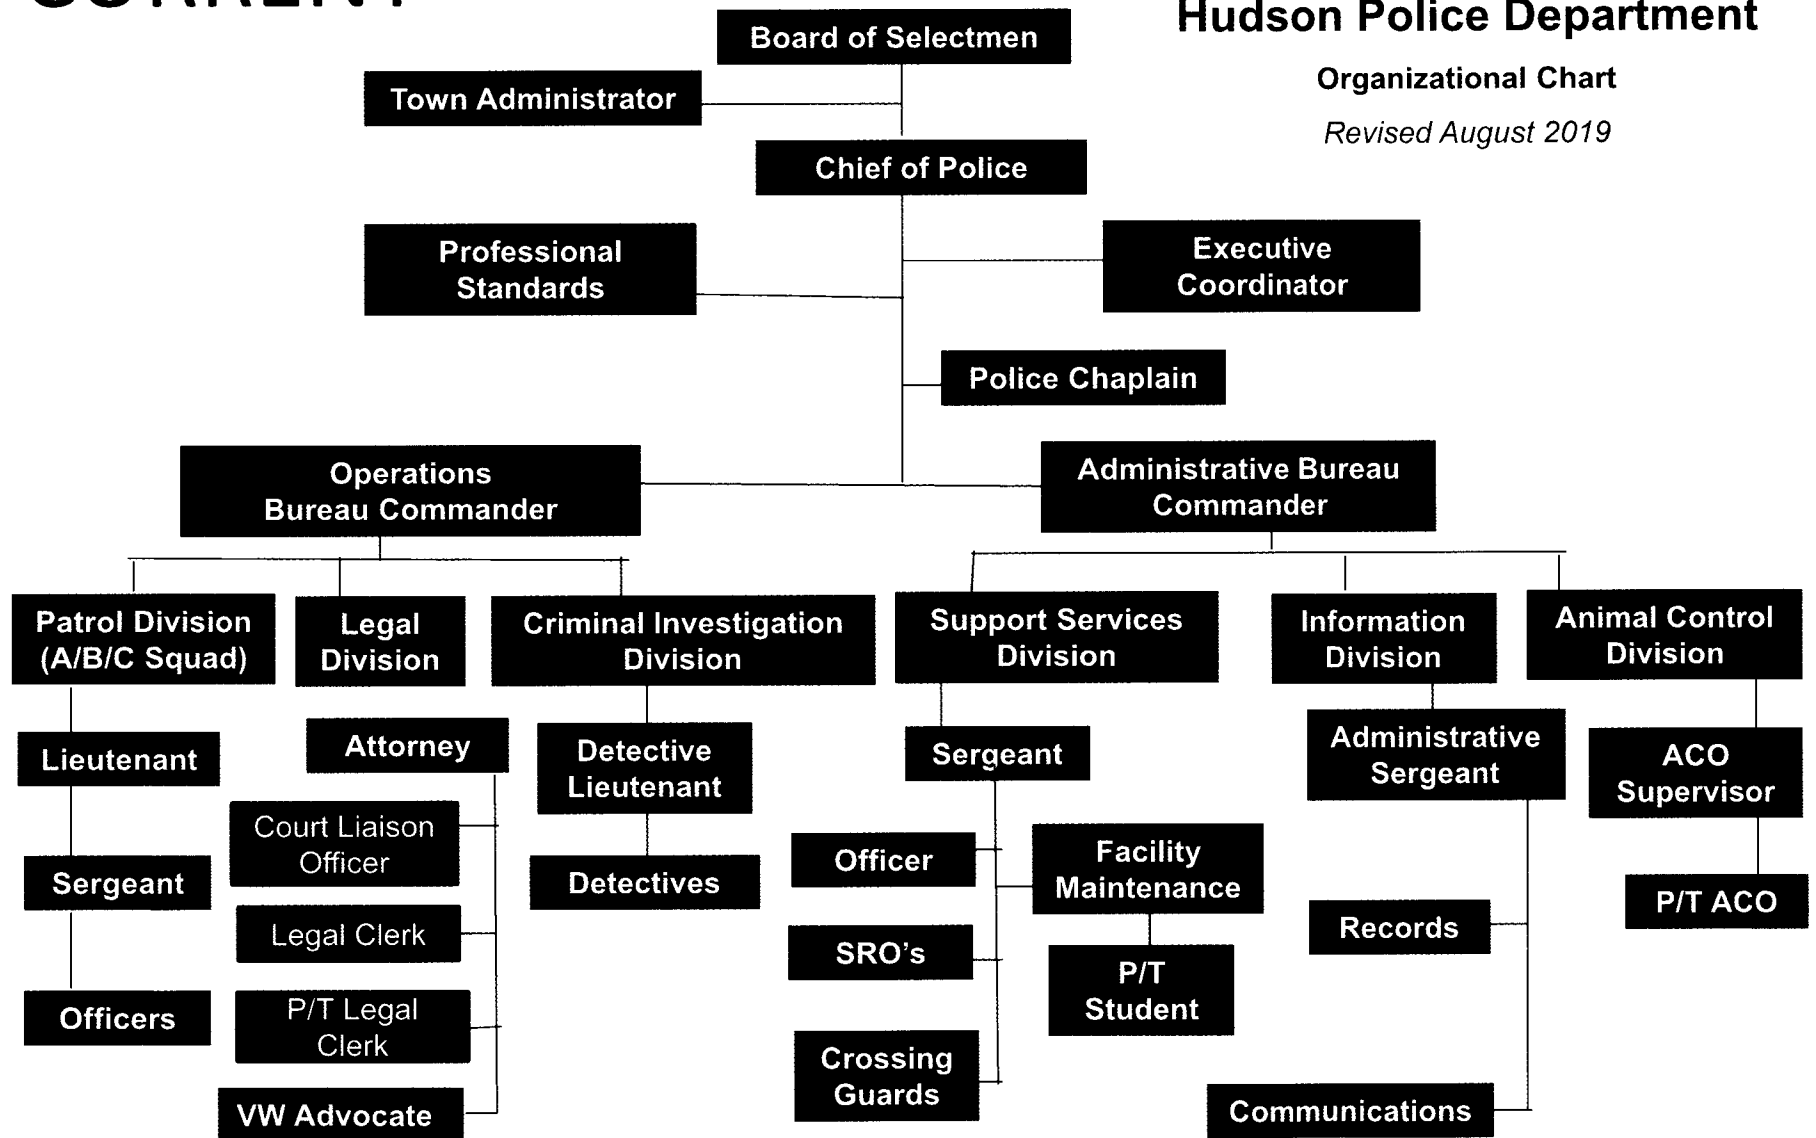 CURRENT
Hudson Police Department
Organizational Chart
Revised August 2019
Board of Selectmen
Town Administrator
Chief of Police
Professional
Standards
Executive
Coordinator
Police Chaplain
Operations
Bureau Commander
Administrative Bureau
Commander
Patrol Division
(A/B/C Squad)
Legal
Division
Criminal Investigation
Division
Support Services
Division
Information
Division
Animal Control
Division
Lieutenant
Sergeant
Officers
Attorney
Court Liaison
Officer
Legal Clerk
P/T Legal
Clerk
VW Advocate
Detective
Lieutenant
Detectives
Sergeant
Officer
SRO's
Crossing
Guards
Facility
Maintenance
P/T
Student
Administrative
Sergeant
Records
Communications
ACO
Supervisor
P/T ACO